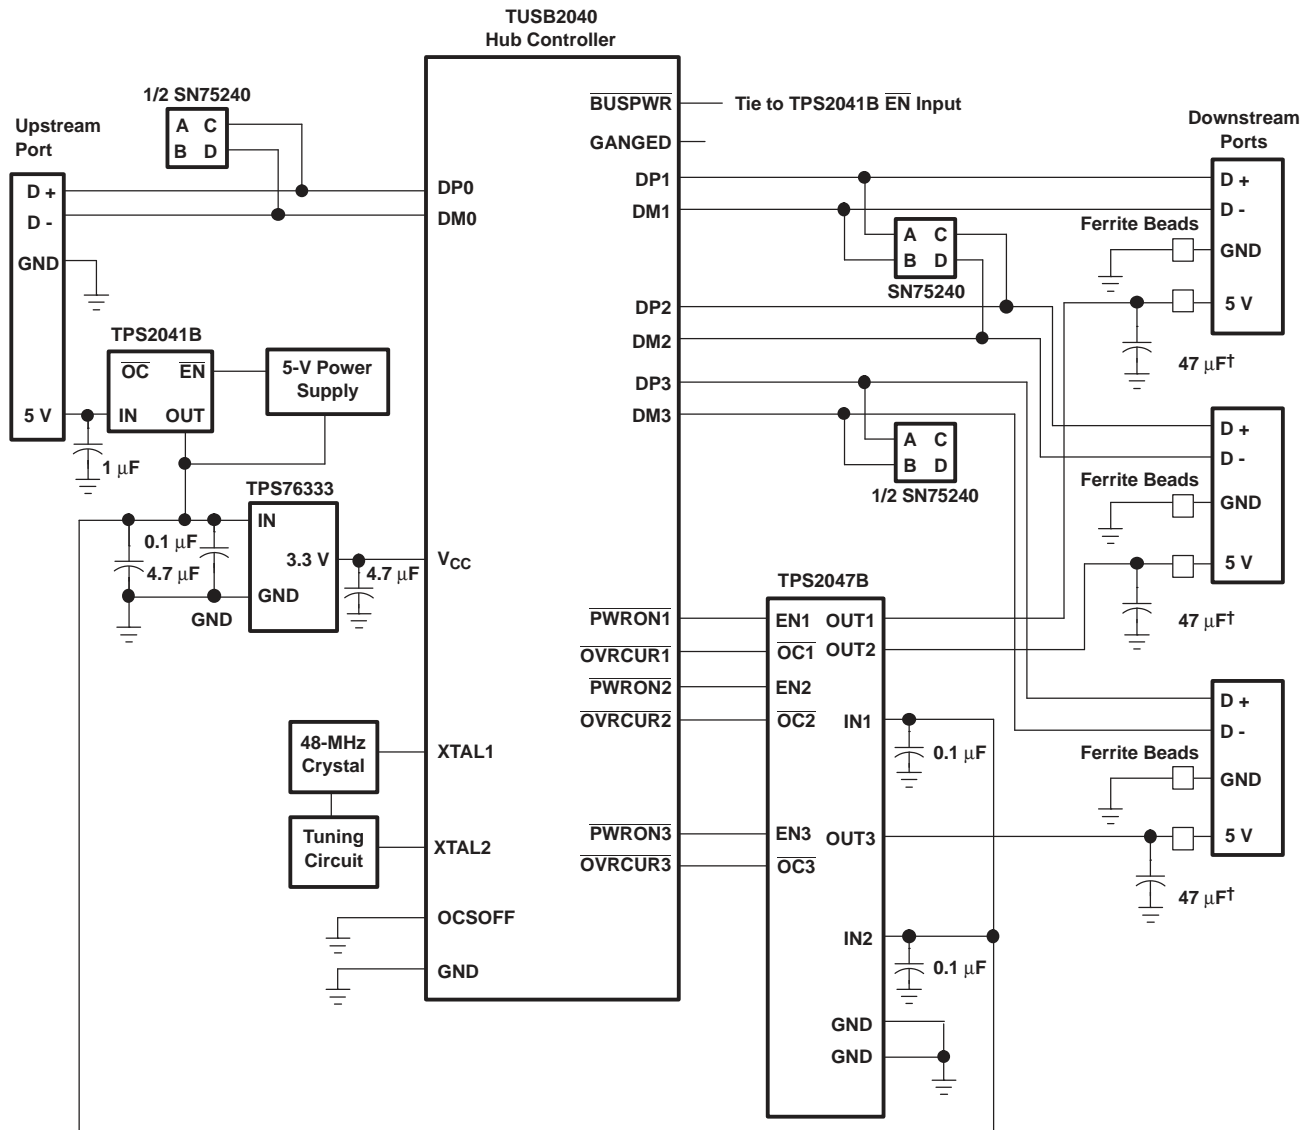 TUSB2040
Hub Controller
1/2 SN75240
A C
B D
Upstream
Port
D +
D -
GND
5 V
BUSPWR
Tie to TPS2041B EN Input
GANGED
DP0
DM0
DP1
DM1
Downstream
Ports
D +
D -
Ferrite Beads
GND
5 V
47 μF†
A C
B D
SN75240
DP2
DM2
DP3
DM3
A C
B D
1/2 SN75240
TPS2041B
OC EN
IN OUT
5-V Power
Supply
1 μF
TPS76333
IN
3.3 V
GND
0.1 μF
4.7 μF
GND
4.7 μF
VCC
D +
D -
Ferrite Beads
GND
5 V
47 μF†
TPS2047B
PWRON1
EN1 OUT1
OVRCUR1
OC1 OUT2
PWRON2
EN2
OVRCUR2
OC2 IN1
0.1 μF
48-MHz
Crystal
XTAL1
Tuning
Circuit
XTAL2
PWRON3
EN3 OUT3
OVRCUR3
OC3
D +
D -
Ferrite Beads
GND
5 V
47 μF†
OCSOFF
GND
IN2
0.1 μF
GND
GND